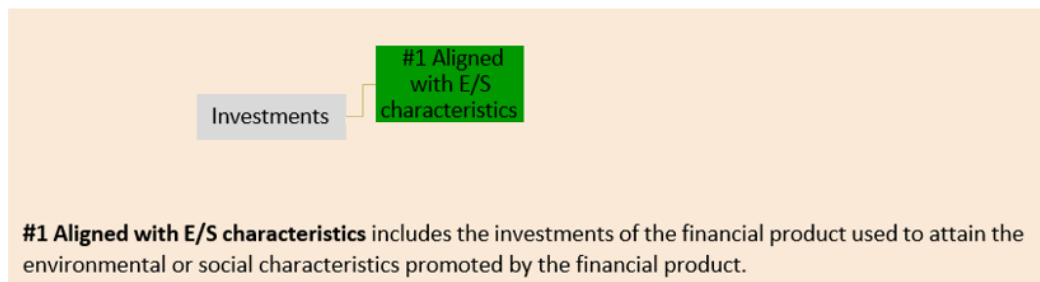 #1 Aligned
with E/S
characteristics
Investments
#1 Aligned with E/S characteristics includes the investments of the financial product used to attain the
environmental or social characteristics promoted by the financial product.